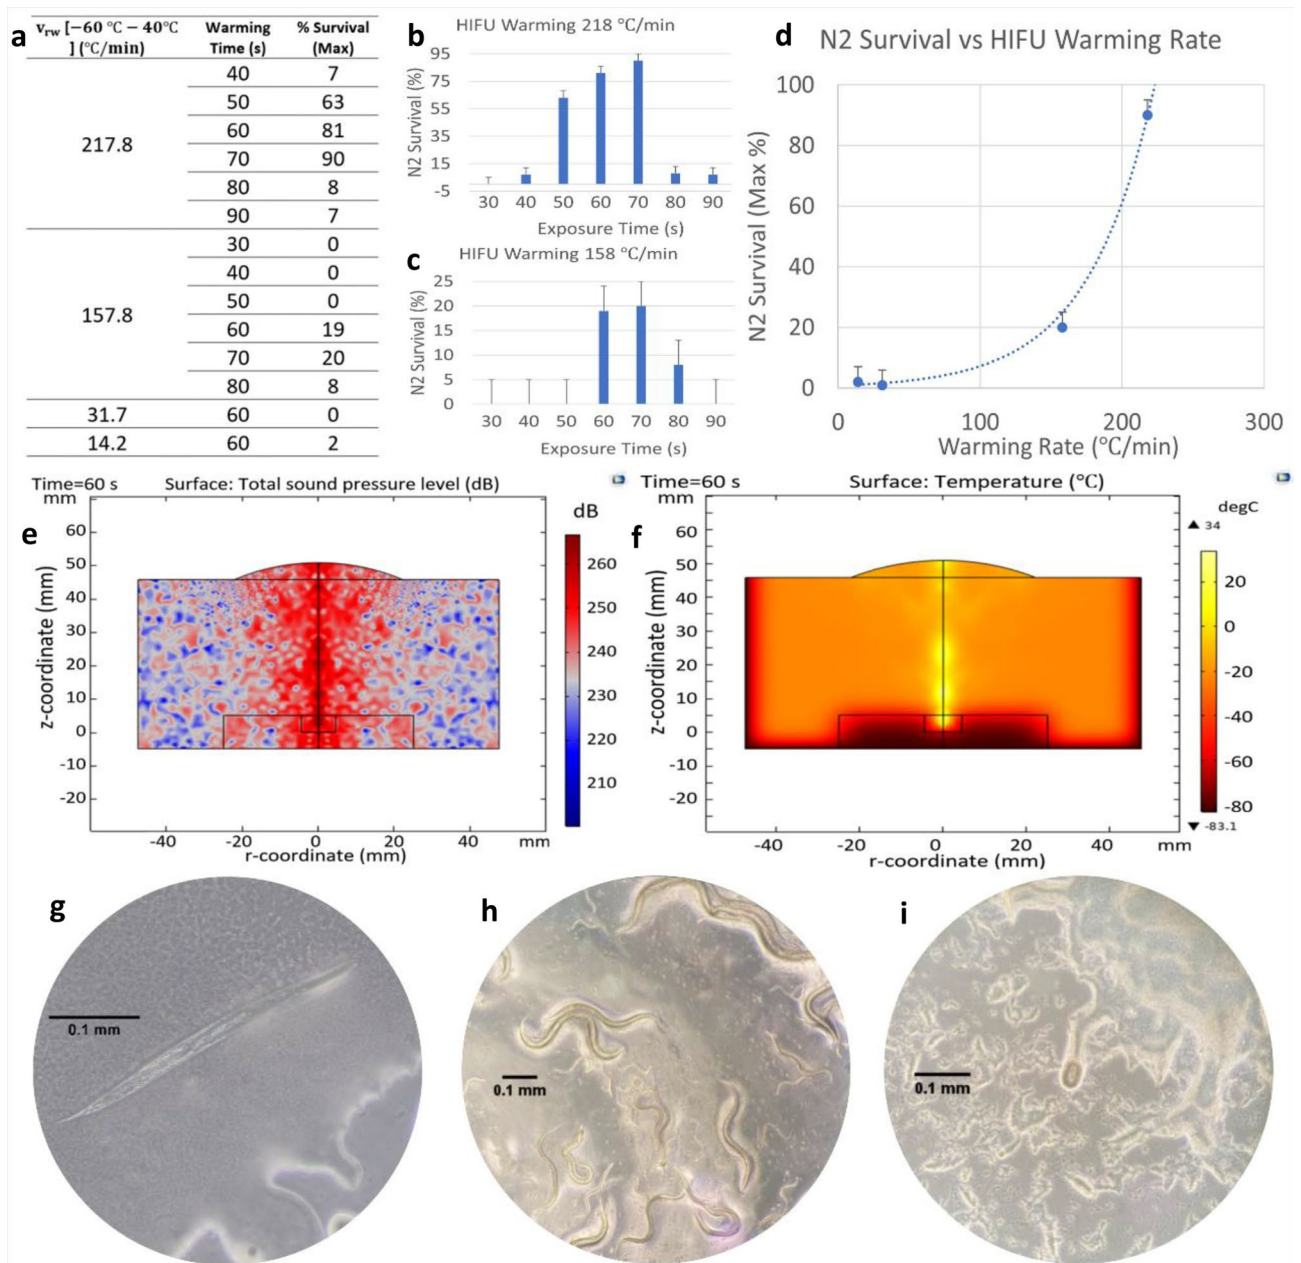 a
v_rw [−60 °C − 40°C
] (°C/min)
Warming
Time (s)
% Survival
(Max)
217.8
40 7
50 63
60 81
70 90
80 8
90 7
157.8
30 0
40 0
50 0
60 19
70 20
80 8
31.7 60 0
14.2 60 2
b
HIFU Warming 218 °C/min
N2 Survival (%)
95
75
55
35
15
-5
30 40 50 60 70 80 90
Exposure Time (s)
c
HIFU Warming 158 °C/min
N2 Survival (%)
25
20
15
10
5
0
30 40 50 60 70 80 90
Exposure Time (s)
d
N2 Survival vs HIFU Warming Rate
N2 Survival (Max %)
100
80
60
40
20
0
0 100 200 300
Warming Rate (°C/min)
e
Time=60 s Surface: Total sound pressure level (dB)
mm
dB
z-coordinate (mm)
60
50
40
30
20
10
0
-10
-20
-40 -20 0 20 40 mm
r-coordinate (mm)
260
250
240
230
220
210
f
Time=60 s Surface: Temperature (°C)
mm
degC
▲ 34
z-coordinate (mm)
60
50
40
30
20
10
0
-10
-20
-40 -20 0 20 40 mm
r-coordinate (mm)
20
0
-20
-40
-60
-80
▼ -83.1
g
0.1 mm
h
0.1 mm
i
0.1 mm